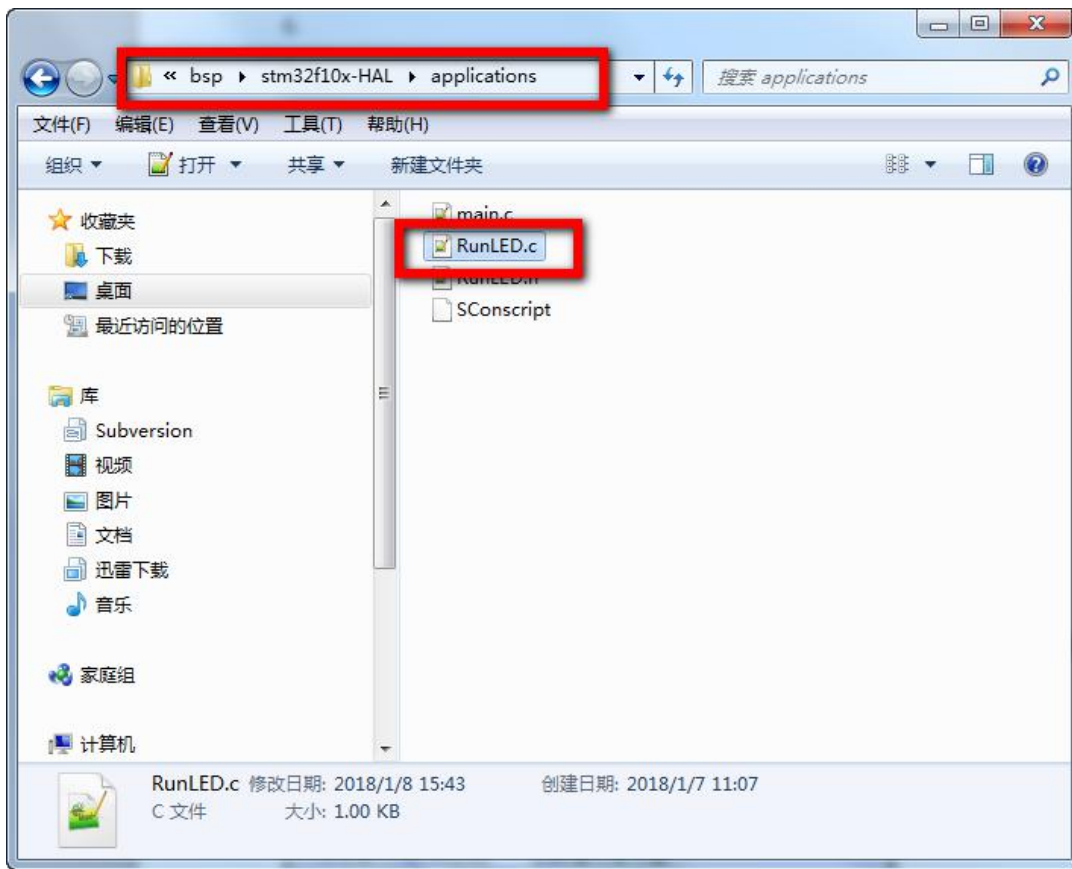 « bsp ▸ stm32f10x-HAL ▸ applications
搜索 applications
文件(F) 编辑(E) 查看(V) 工具(T) 帮助(H)
组织 打开 共享 新建文件夹
收藏夹
下载
桌面
最近访问的位置
库
Subversion
视频
图片
文档
迅雷下载
音乐
家庭组
计算机
main.c
RunLED.c
RunLED.h
SConscript
RunLED.c 修改日期: 2018/1/8 15:43 创建日期: 2018/1/7 11:07
C 文件 大小: 1.00 KB